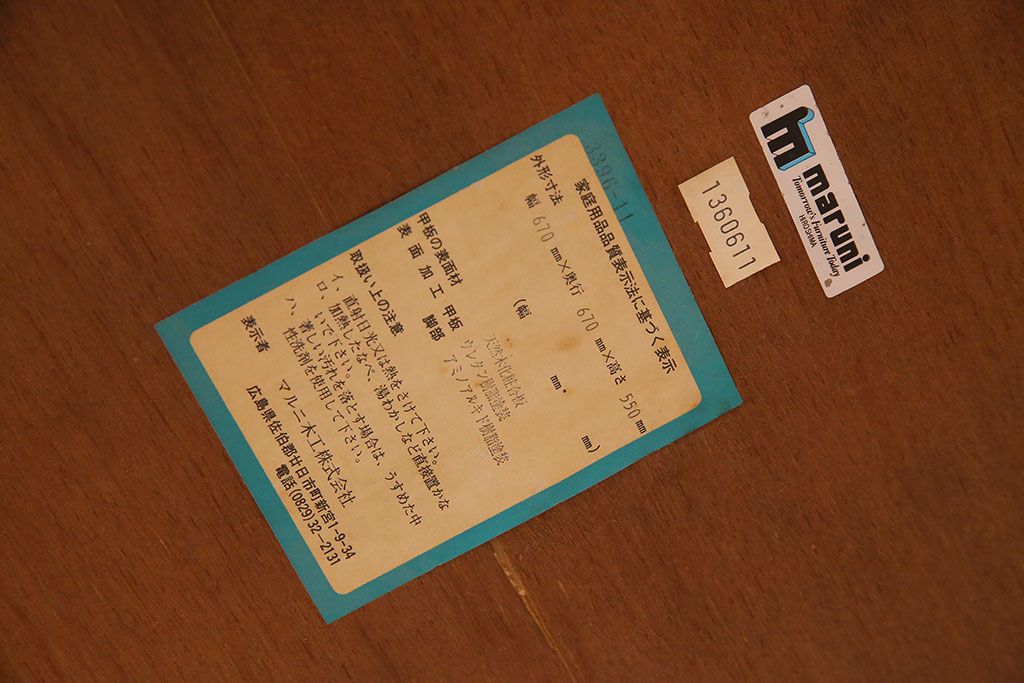 3396-11
家庭用品品質表示法に基づく表示
外形寸法 幅 670 mm×奥行 670 mm×高さ 550 mm
(幅 mm mm)
甲板の表面材 天然木化粧合板
表面加工 甲板 ウレタン樹脂塗装
脚部 アミノアルキド樹脂塗装
取扱い上の注意
イ、直射日光又は熱をさけて下さい。
ロ、加熱したなべ、湯わかしなど直接置かな
いで下さい。
ハ、著しい汚れを落とす場合は、うすめた中
性洗剤を使用して下さい。
表示者 マルニ木工株式会社
広島県佐伯郡廿日市町新宮1-9-34
電話(0829)32-2131
1360611
maruni
Tomorrow's Furniture Today
HIROSHIMA